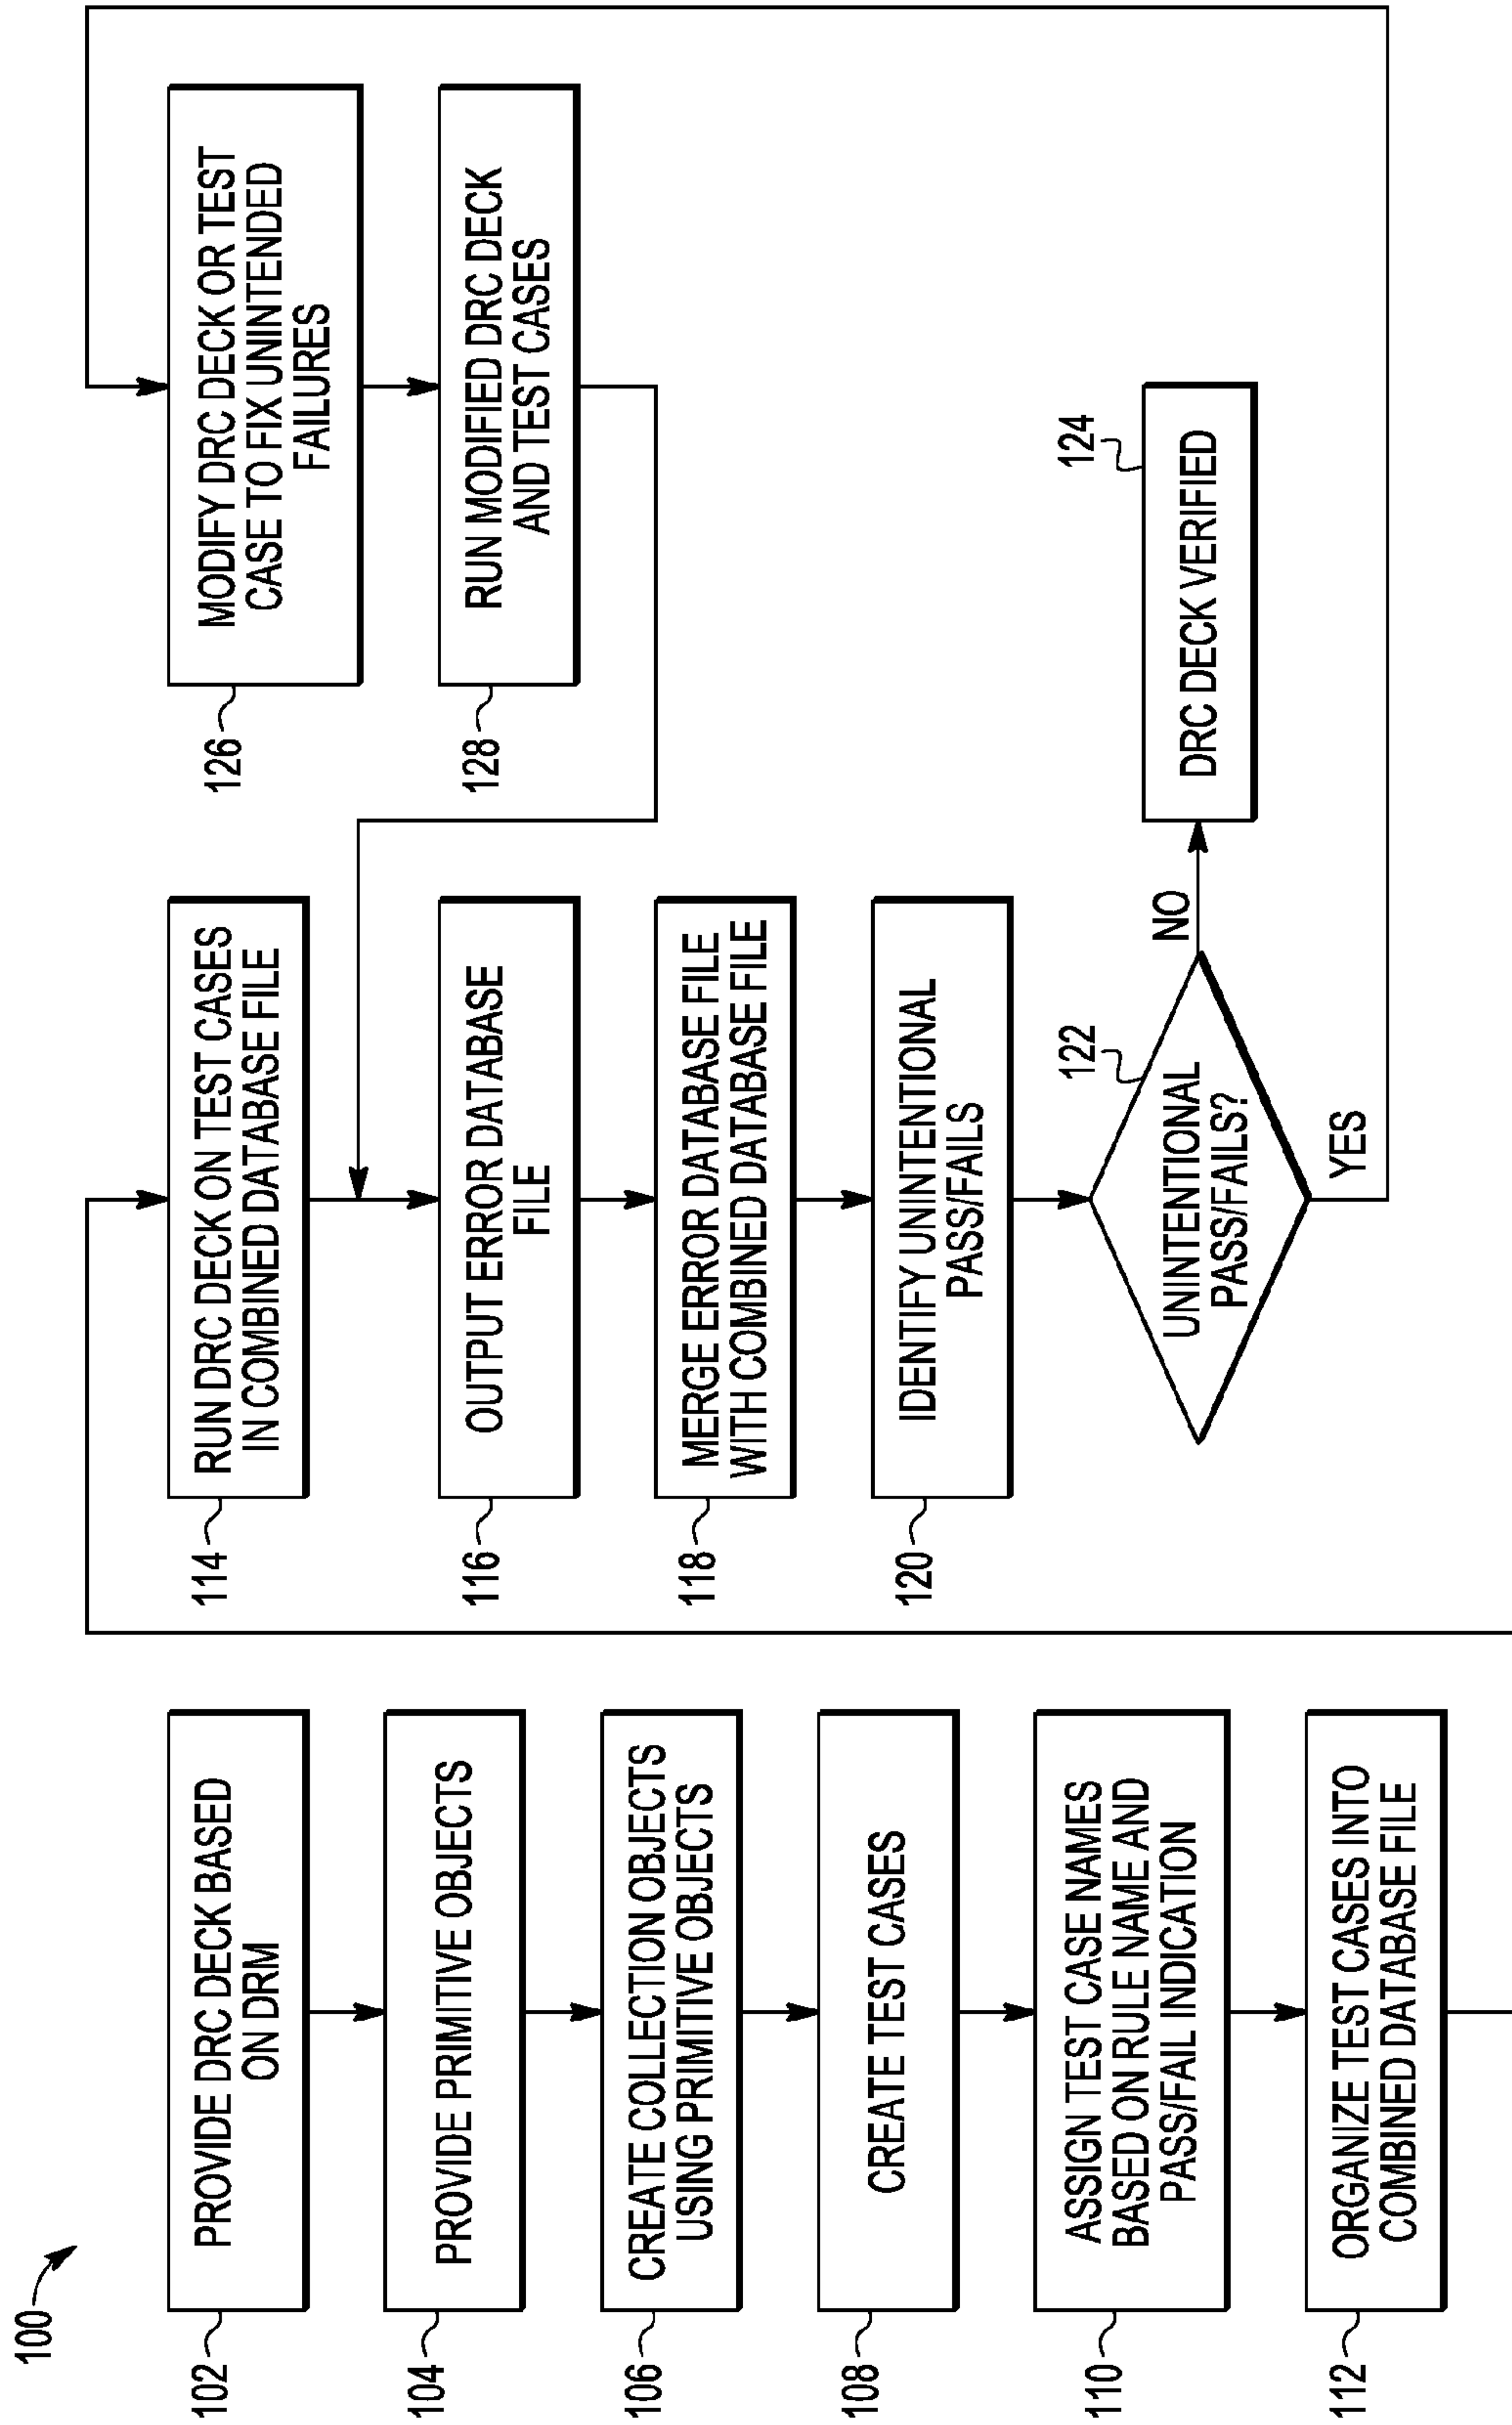 100
102
PROVIDE DRC DECK BASED
ON DRM
104
PROVIDE PRIMITIVE OBJECTS
106
CREATE COLLECTION OBJECTS
USING PRIMITIVE OBJECTS
108
CREATE TEST CASES
110
ASSIGN TEST CASE NAMES
BASED ON RULE NAME AND
PASS/FAIL INDICATION
112
ORGANIZE TEST CASES INTO
COMBINED DATABASE FILE
114
RUN DRC DECK ON TEST CASES
IN COMBINED DATABASE FILE
116
OUTPUT ERROR DATABASE
FILE
118
MERGE ERROR DATABASE FILE
WITH COMBINED DATABASE FILE
120
IDENTIFY UNINTENTIONAL
PASS/FAILS
122
UNINTENTIONAL
PASS/FAILS?
NO
YES
124
DRC DECK VERIFIED
126
MODIFY DRC DECK OR TEST
CASE TO FIX UNINTENDED
FAILURES
128
RUN MODIFIED DRC DECK
AND TEST CASES